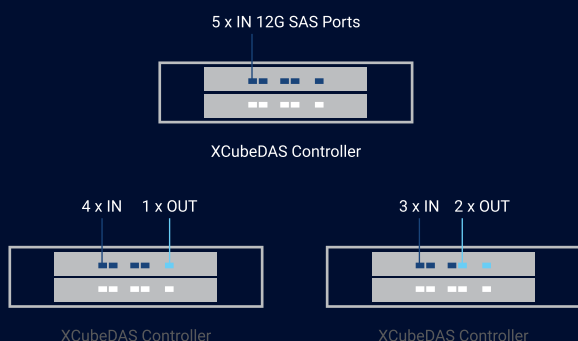 5 x IN 12G SAS Ports
XCubeDAS Controller
4 x IN 1 x OUT
3 x IN 2 x OUT
XCubeDAS Controller
XCubeDAS Controller